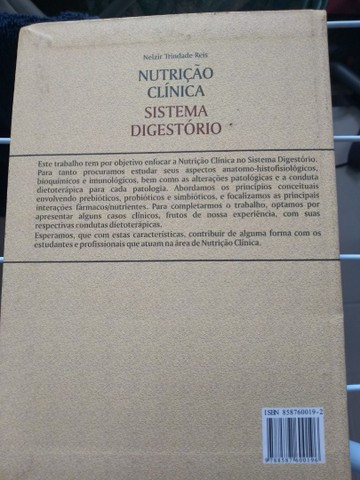 Nelzir Trindade Reis
NUTRIÇÃO
CLÍNICA
SISTEMA
DIGESTÓRIO
Este trabalho tem por objetivo enfocar a Nutrição Clínica no Sistema Digestório.
Para tanto procuramos estudar seus aspectos anatomo-histofisiológicos,
bioquímicos e imunológicos, bem como as alterações patológicas e a conduta
dietoterápica para cada patologia. Abordamos os princípios conceituais
envolvendo prebióticos, probióticos e simbióticos, e focalizamos as principais
interações fármacos/nutrientes. Para completarmos o trabalho, optamos por
apresentar alguns casos clínicos, frutos de nossa experiência, com suas
respectivas condutas dietoterápicas.
Esperamos, que com estas características, contribuir de alguma forma com os
estudantes e profissionais que atuam na área de Nutrição Clínica.
ISBN 858760019-2
9788587600196